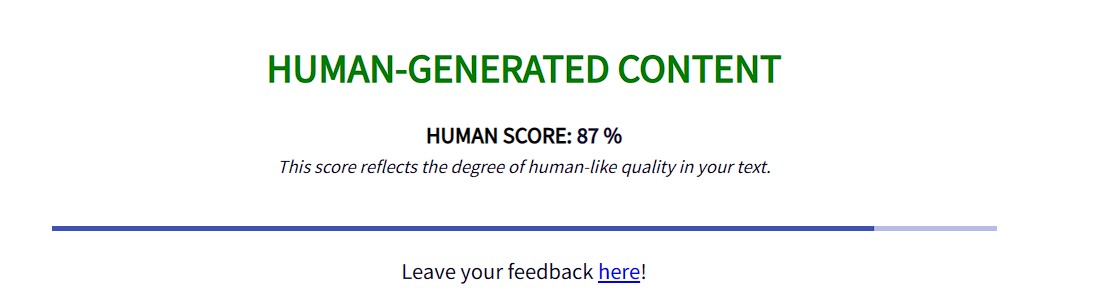 HUMAN-GENERATED CONTENT
HUMAN SCORE: 87 %
This score reflects the degree of human-like quality in your text.
Leave your feedback here!